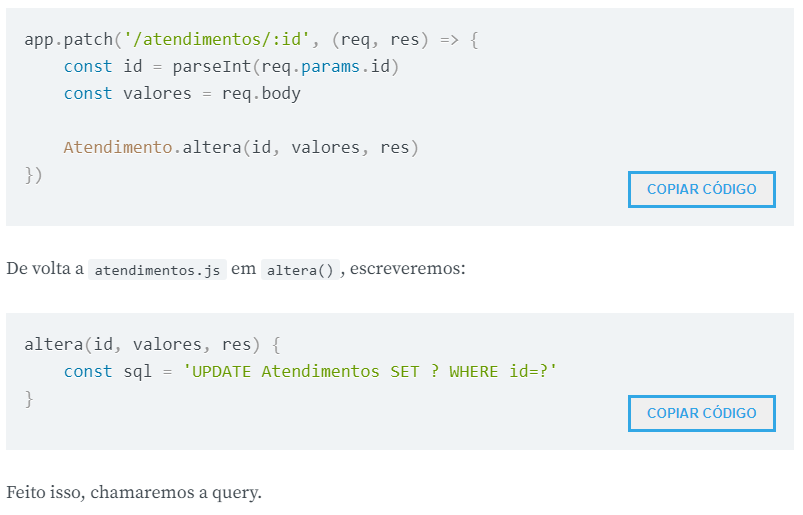 app.patch('/atendimentos/:id', (req, res) => {
    const id = parseInt(req.params.id)
    const valores = req.body

    Atendimento.altera(id, valores, res)
})
COPIAR CÓDIGO
De volta a atendimentos.js em altera(), escreveremos:
altera(id, valores, res) {
    const sql = 'UPDATE Atendimentos SET ? WHERE id=?'
}
COPIAR CÓDIGO
Feito isso, chamaremos a query.